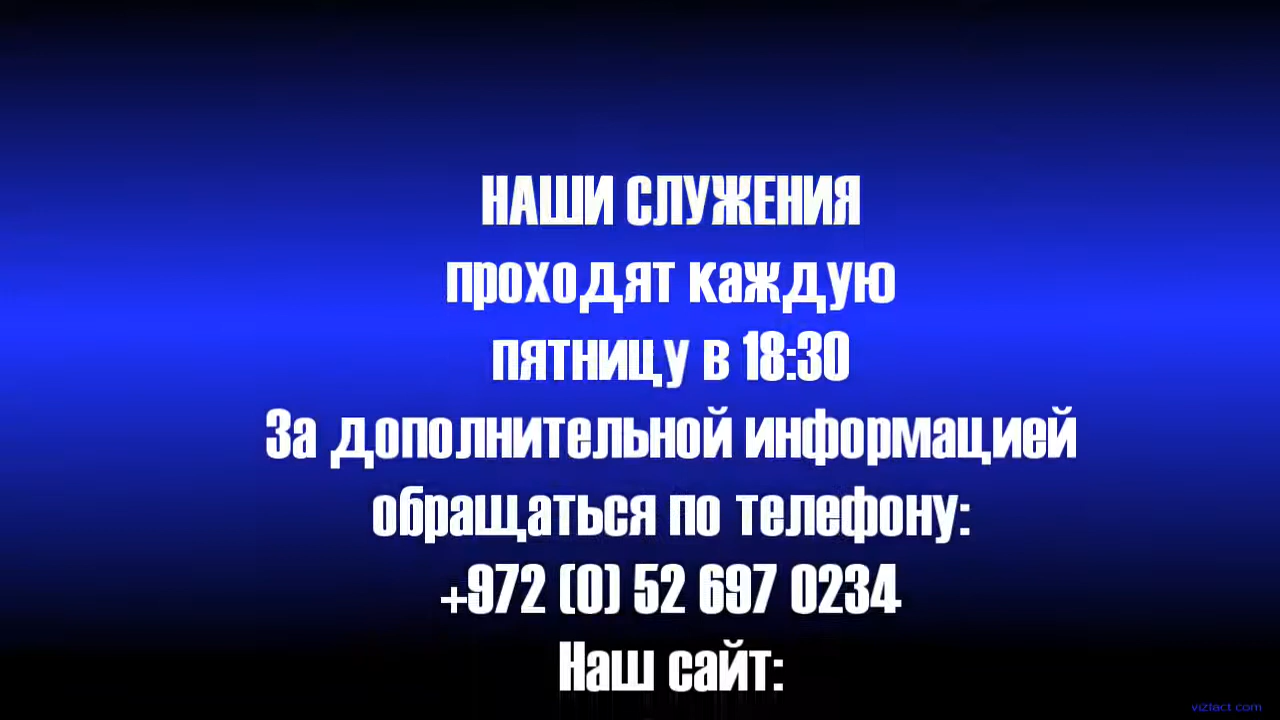 НАШИ СЛУЖЕНИЯ
проходят каждую
пятницу в 18:30
За дополнительной информацией
обращаться по телефону:
+972 (0) 52 697 0234
Наш сайт:
vizfact.com